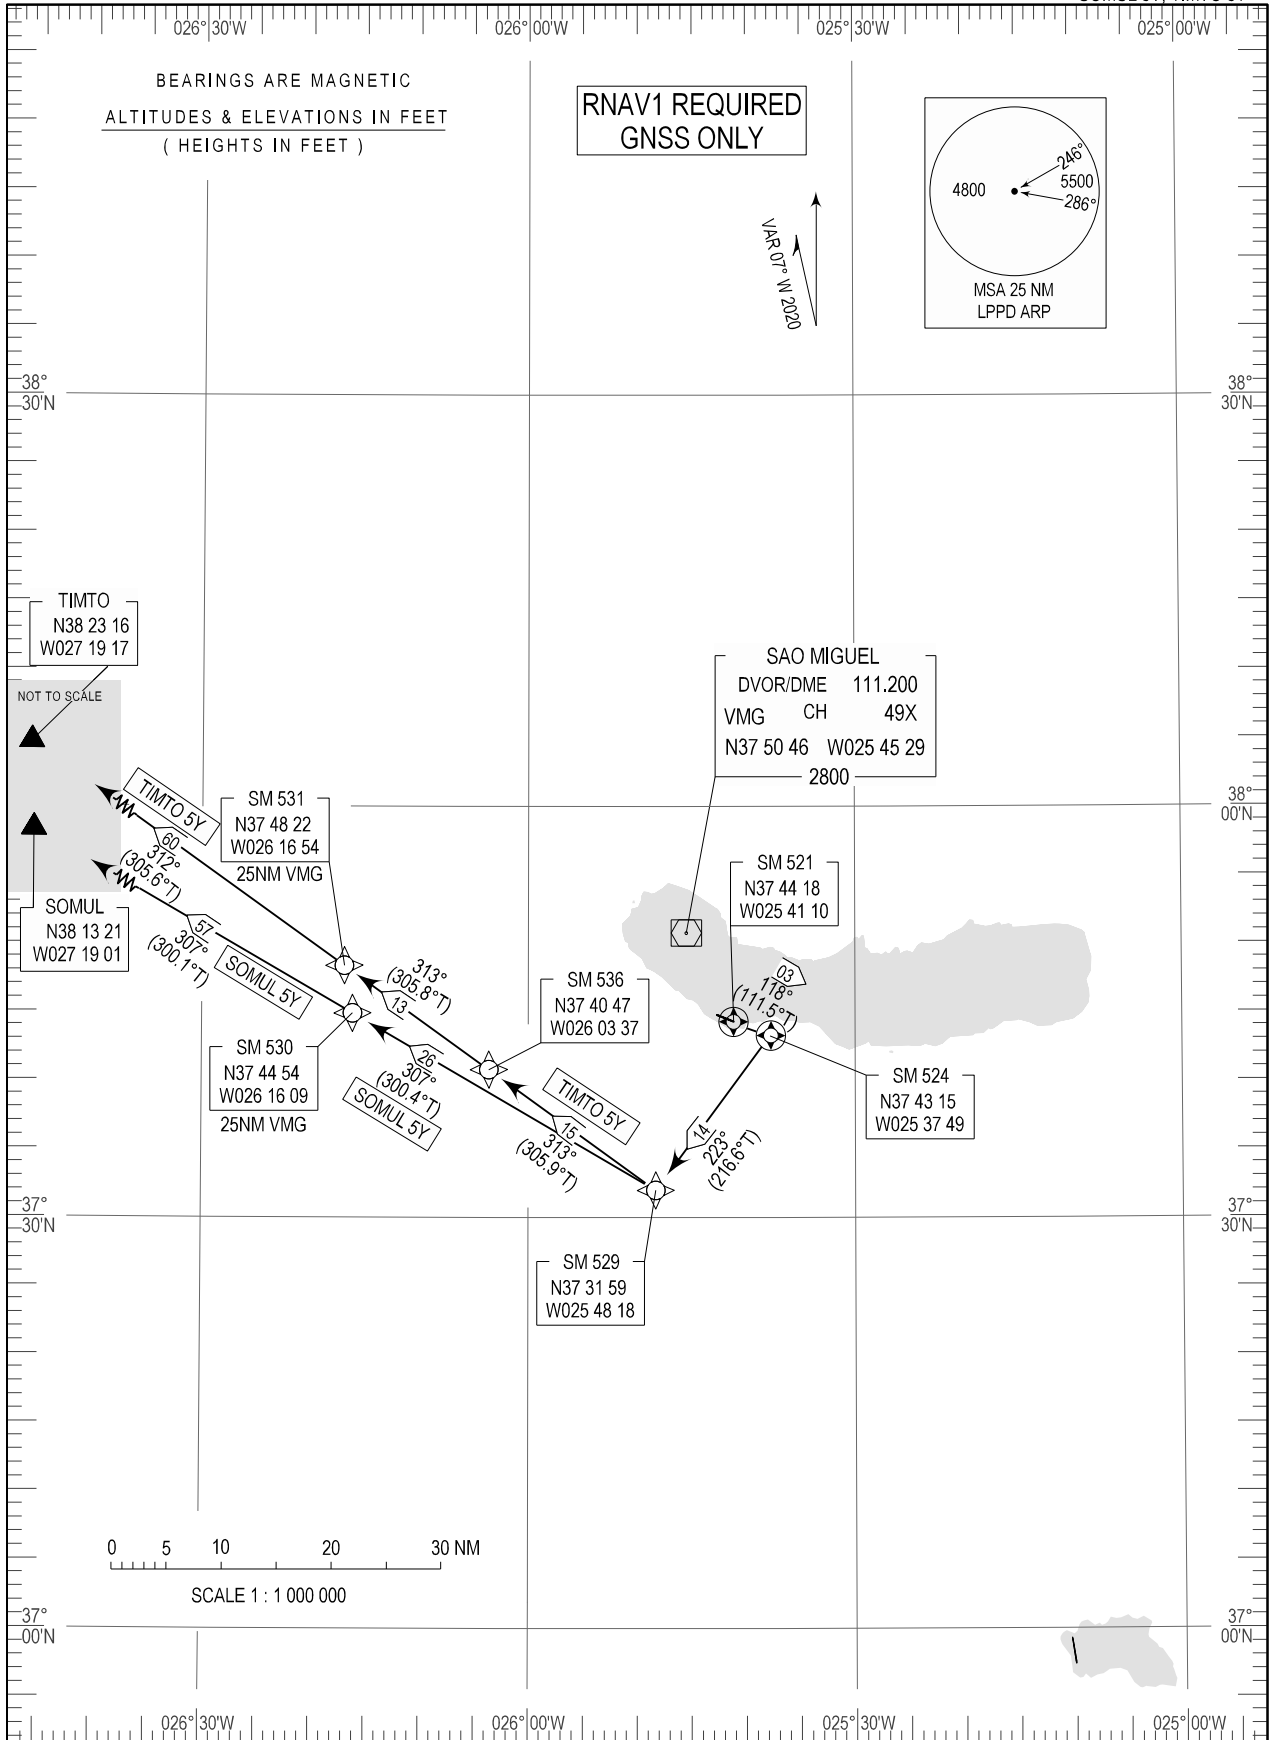 026°30'W
026°00'W
025°30'W
025°00'W
BEARINGS ARE MAGNETIC
ALTITUDES & ELEVATIONS IN FEET
( HEIGHTS IN FEET )
RNAV1 REQUIRED
GNSS ONLY
VAR 07° W 2020
246°
4800
5500
286°
MSA 25 NM
LPPD ARP
38°
30'N
38°
30'N
TIMTO
N38 23 16
W027 19 17
NOT TO SCALE
SAO MIGUEL
DVOR/DME 111.200
VMG CH 49X
N37 50 46 W025 45 29
2800
38°
00'N
TIMTO 5Y
60
312°
(305.6°T)
SM 531
N37 48 22
W026 16 54
25NM VMG
SM 521
N37 44 18
W025 41 10
SOMUL
N38 13 21
W027 19 01
57
307°
(300.1°T)
SOMUL 5Y
313°
(305.8°T)
13
SM 536
N37 40 47
W026 03 37
03
118°
(111.5°T)
SM 530
N37 44 54
W026 16 09
25NM VMG
26
307°
(300.4°T)
SOMUL 5Y
TIMTO 5Y
15
313°
(305.9°T)
14
223°
(216.6°T)
SM 524
N37 43 15
W025 37 49
37°
30'N
37°
30'N
SM 529
N37 31 59
W025 48 18
0 5 10 20 30 NM
SCALE 1 : 1 000 000
37°
00'N
37°
00'N
026°30'W
026°00'W
025°30'W
025°00'W